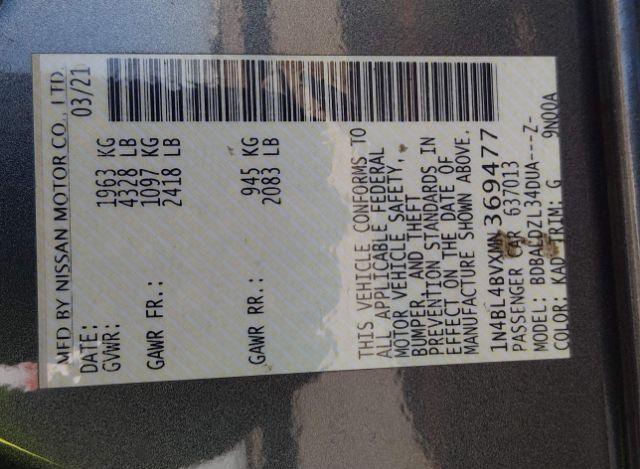 MFD BY NISSAN MOTOR CO., LTD.
DATE: 03/21
GVWR: 1963 KG
4328 LB
GAWR FR.: 1097 KG
2418 LB
GAWR RR.: 945 KG
2083 LB
THIS VEHICLE CONFORMS TO
ALL APPLICABLE FEDERAL
MOTOR VEHICLE SAFETY,
BUMPER, AND THEFT
PREVENTION STANDARDS IN
EFFECT ON THE DATE OF
MANUFACTURE SHOWN ABOVE.
1N4BL4BVXMN369477
PASSENGER CAR 637013
MODEL: BDBALDZL34DUA---Z-
COLOR: KAD TRIM: G 9N00A